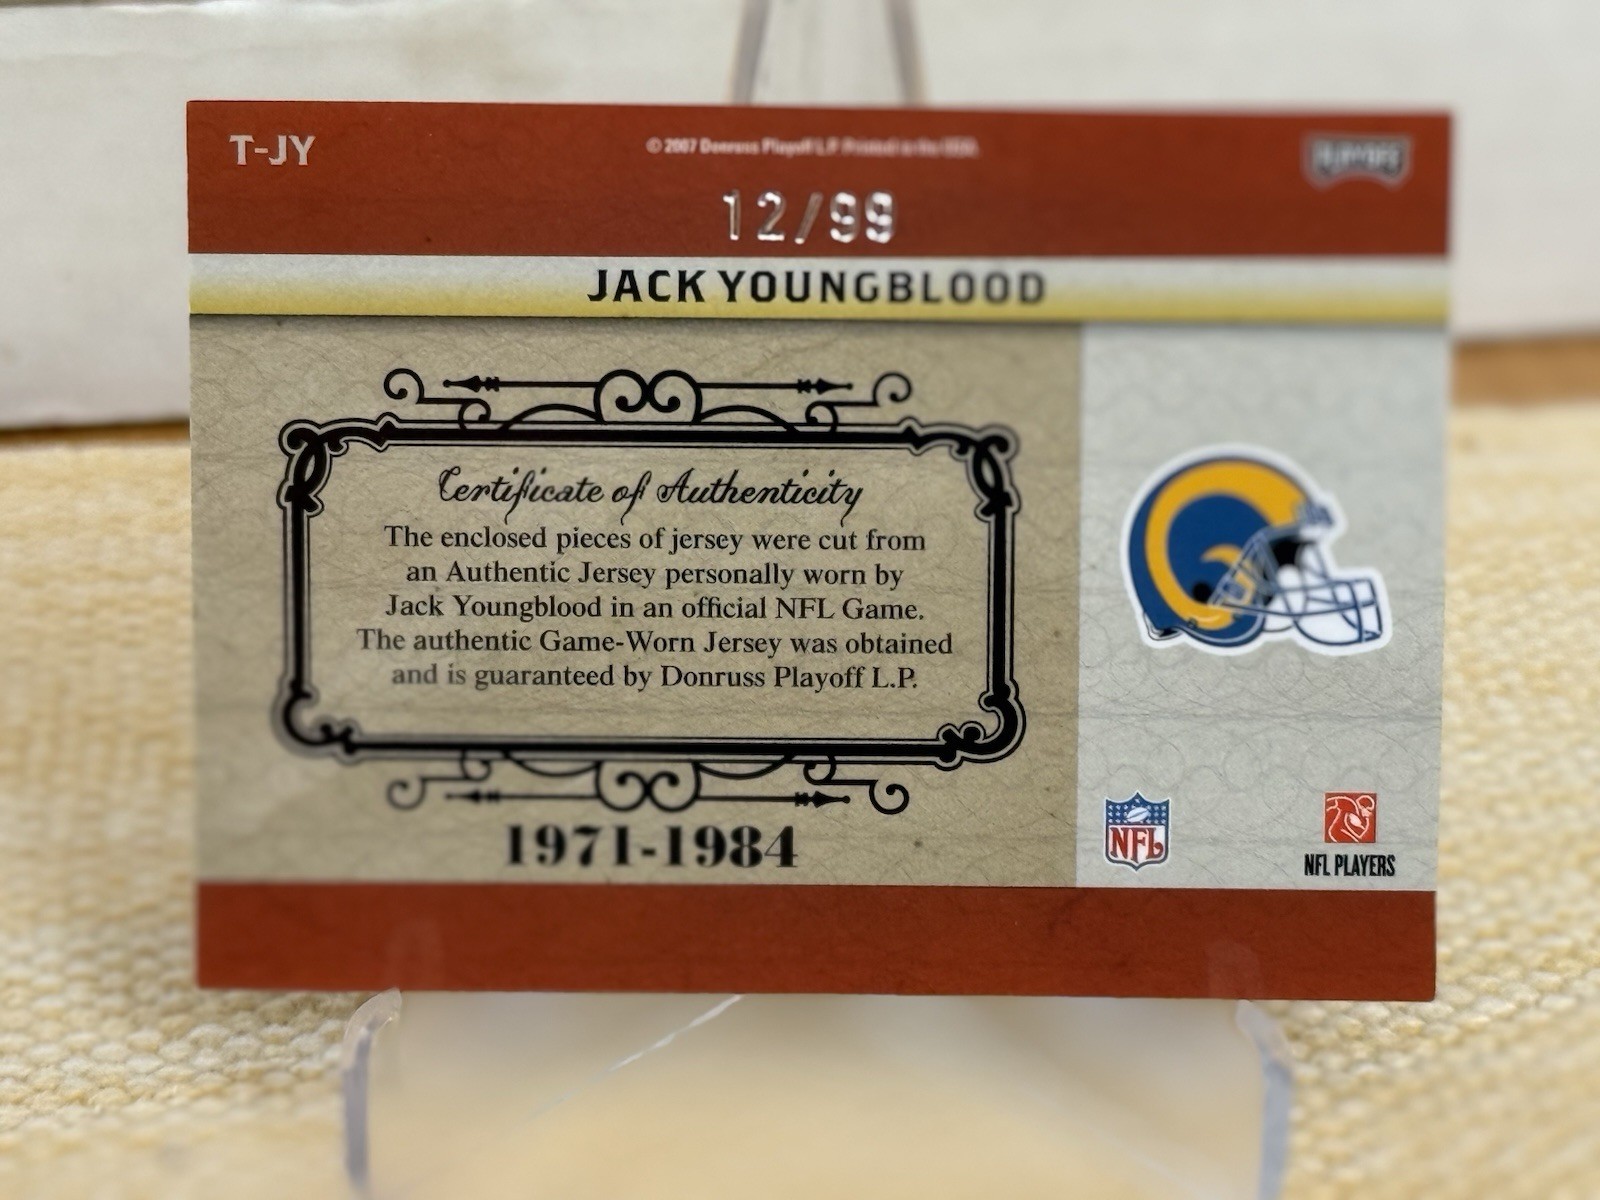 T-JY
© 2007 Donruss Playoff L.P. Printed in the USA.
PLAYOFF
12/99
JACK YOUNGBLOOD
Certificate of Authenticity
The enclosed pieces of jersey were cut from
an Authentic Jersey personally worn by
Jack Youngblood in an official NFL Game.
The authentic Game-Worn Jersey was obtained
and is guaranteed by Donruss Playoff L.P.
1971-1984
NFL
NFL PLAYERS